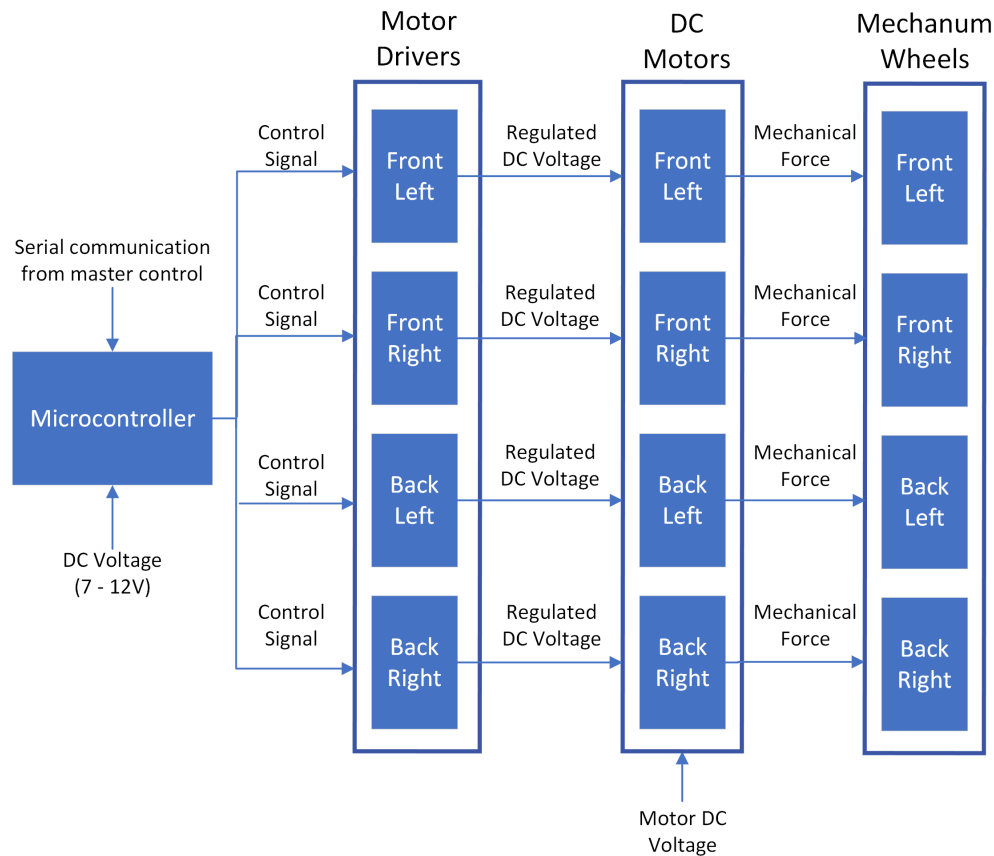 Motor
Drivers
DC
Motors
Mechanum
Wheels
Control
Signal
Front
Left
Regulated
DC Voltage
Front
Left
Mechanical
Force
Front
Left
Serial communication
from master control
Control
Signal
Front
Right
Regulated
DC Voltage
Front
Right
Mechanical
Force
Front
Right
Microcontroller
Control
Signal
Back
Left
Regulated
DC Voltage
Back
Left
Mechanical
Force
Back
Left
DC Voltage
(7 - 12V)
Control
Signal
Back
Right
Regulated
DC Voltage
Back
Right
Mechanical
Force
Back
Right
Motor DC
Voltage